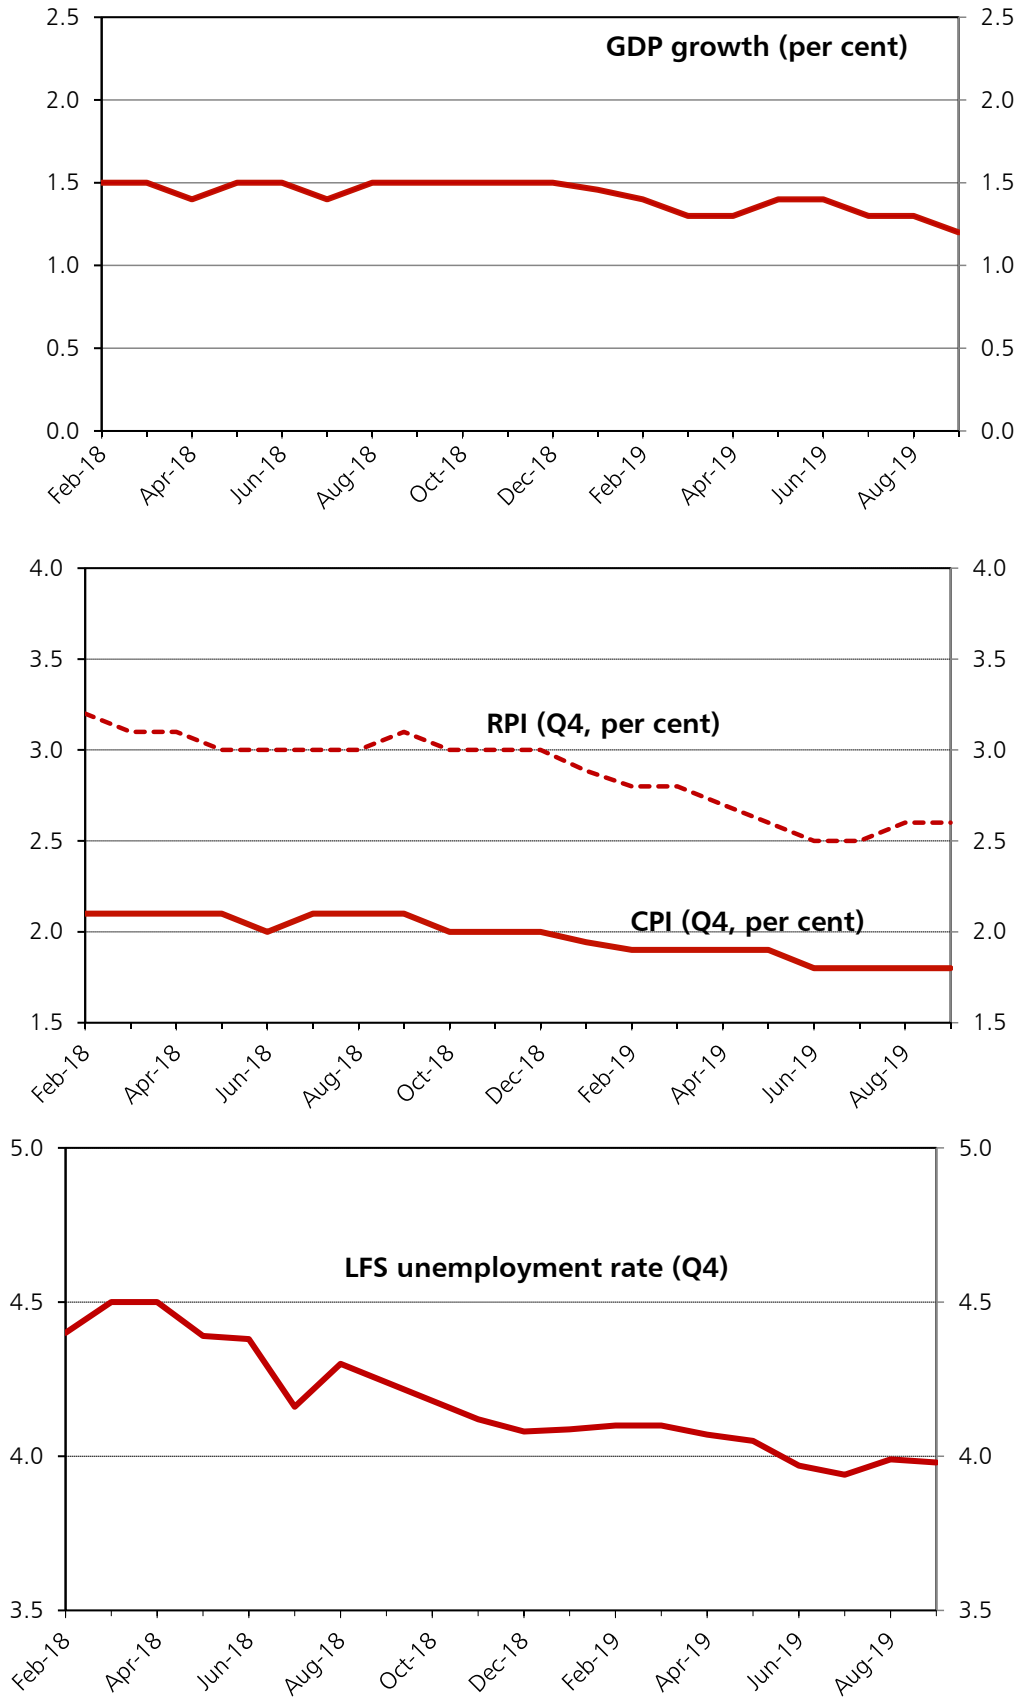 2.5 2.5
GDP growth (per cent)
2.0 2.0
1.5 1.5
1.0 1.0
0.5 0.5
0.0 0.0
Feb-18 Apr-18 Jun-18 Aug-18 Oct-18 Dec-18 Feb-19 Apr-19 Jun-19 Aug-19
4.0 4.0
3.5 3.5
RPI (Q4, per cent)
3.0 3.0
2.5 2.5
CPI (Q4, per cent)
2.0 2.0
1.5 1.5
Feb-18 Apr-18 Jun-18 Aug-18 Oct-18 Dec-18 Feb-19 Apr-19 Jun-19 Aug-19
5.0 5.0
LFS unemployment rate (Q4)
4.5 4.5
4.0 4.0
3.5 3.5
Feb-18 Apr-18 Jun-18 Aug-18 Oct-18 Dec-18 Feb-19 Apr-19 Jun-19 Aug-19